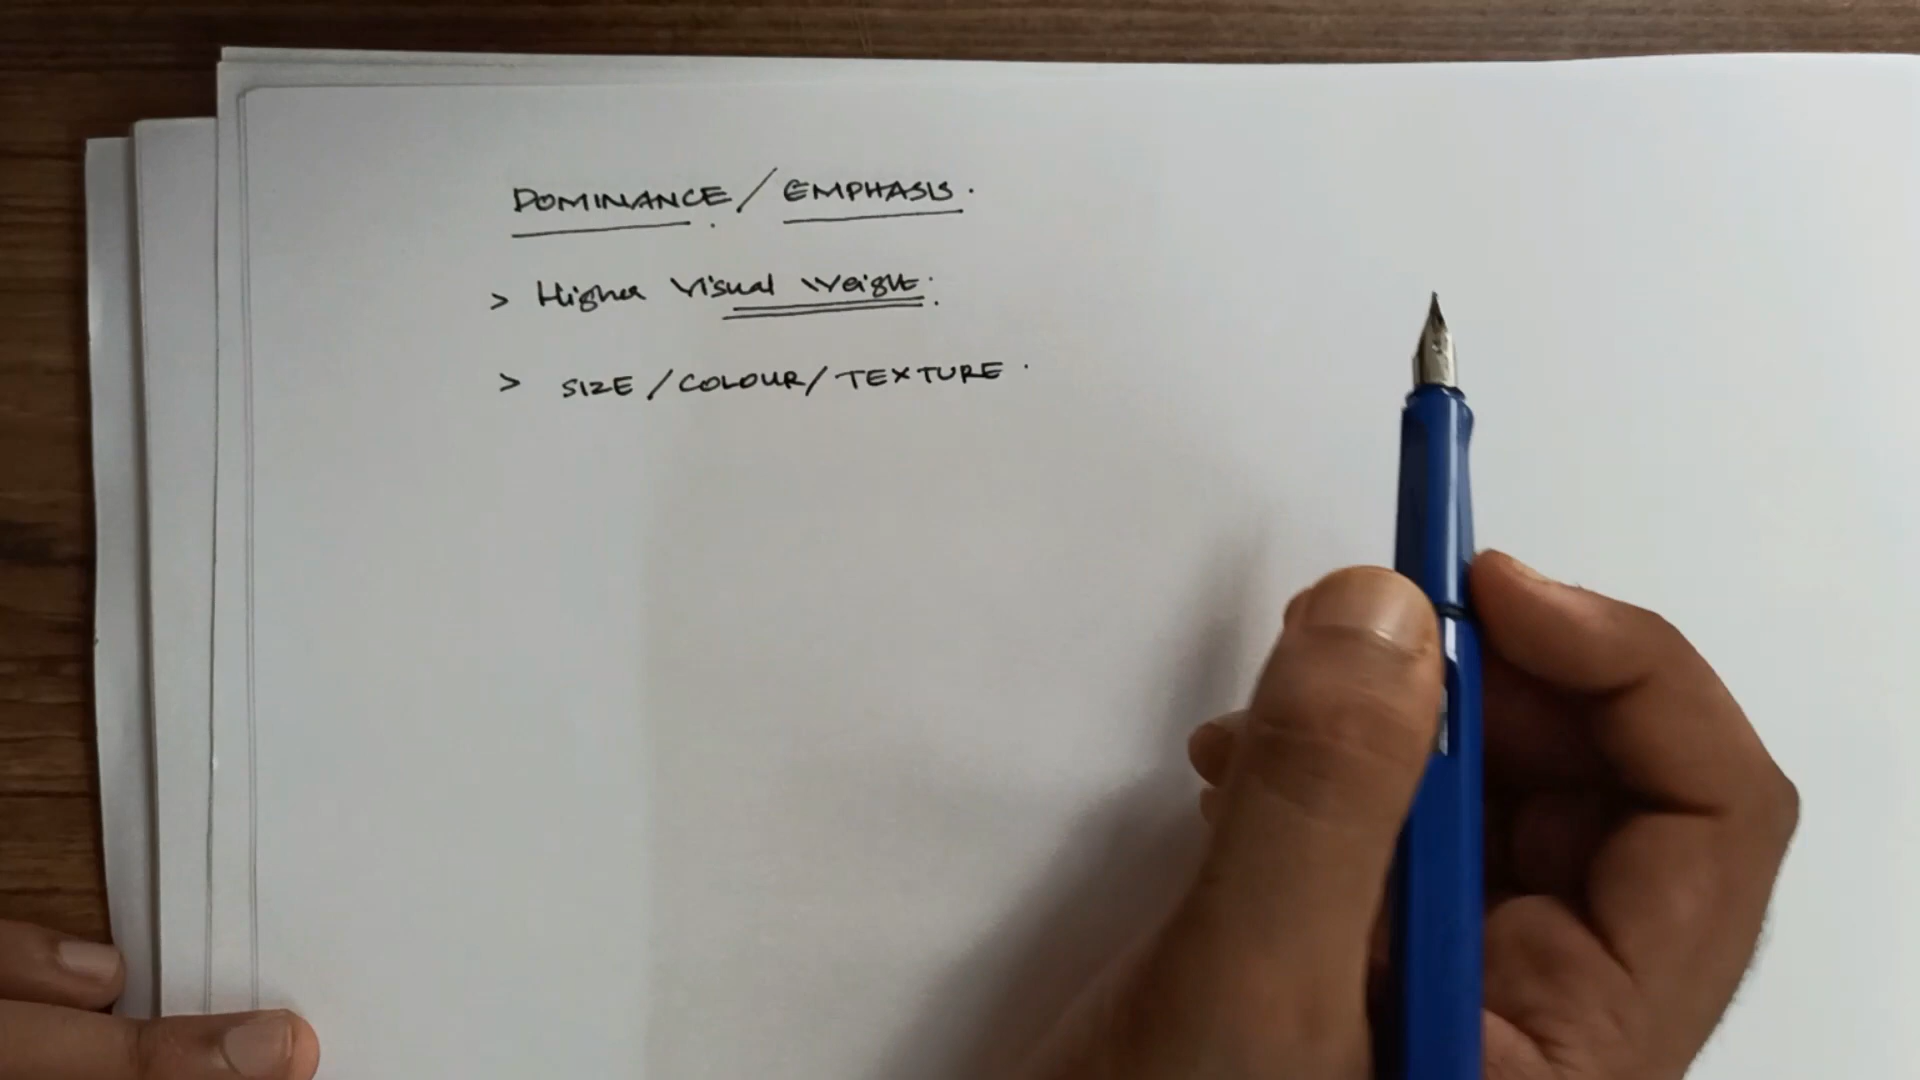 DOMINANCE / EMPHASIS.
> Higher Visual Weight.
> SIZE / COLOUR / TEXTURE.